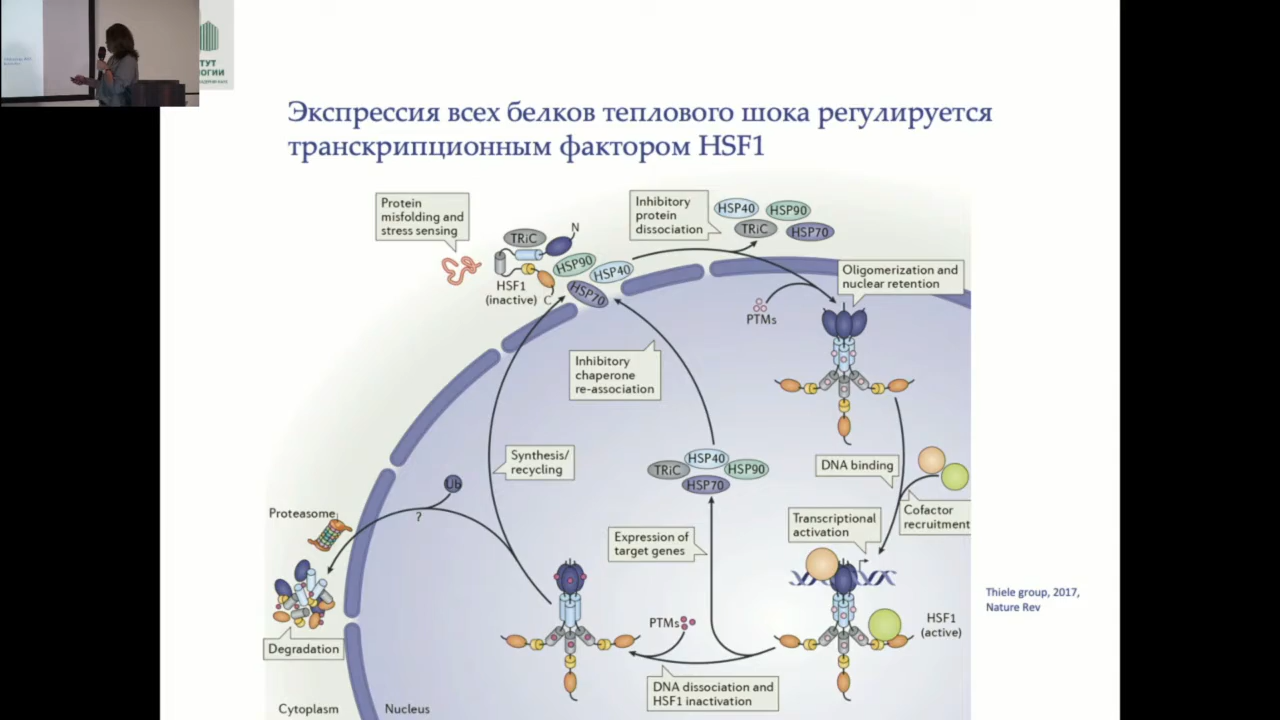 ТУТ
ОГИИ
Экспрессия всех белков теплового шока регулируется
транскрипционным фактором HSF1
Protein
misfolding and
stress sensing
TRiC
N
HSF1
(inactive)
C
HSP90
HSP40
HSP70
Inhibitory
protein
dissociation
HSP40
HSP90
TRiC
HSP70
Oligomerization and
nuclear retention
PTMs
Inhibitory
chaperone
re-association
Synthesis/
recycling
Ub
?
Proteasome
Degradation
Cytoplasm
Nucleus
TRiC
HSP40
HSP90
HSP70
Expression of
target genes
DNA binding
Cofactor
recruitment
Transcriptional
activation
HSF1
(active)
PTMs
DNA dissociation and
HSF1 inactivation
Thiele group, 2017,
Nature Rev